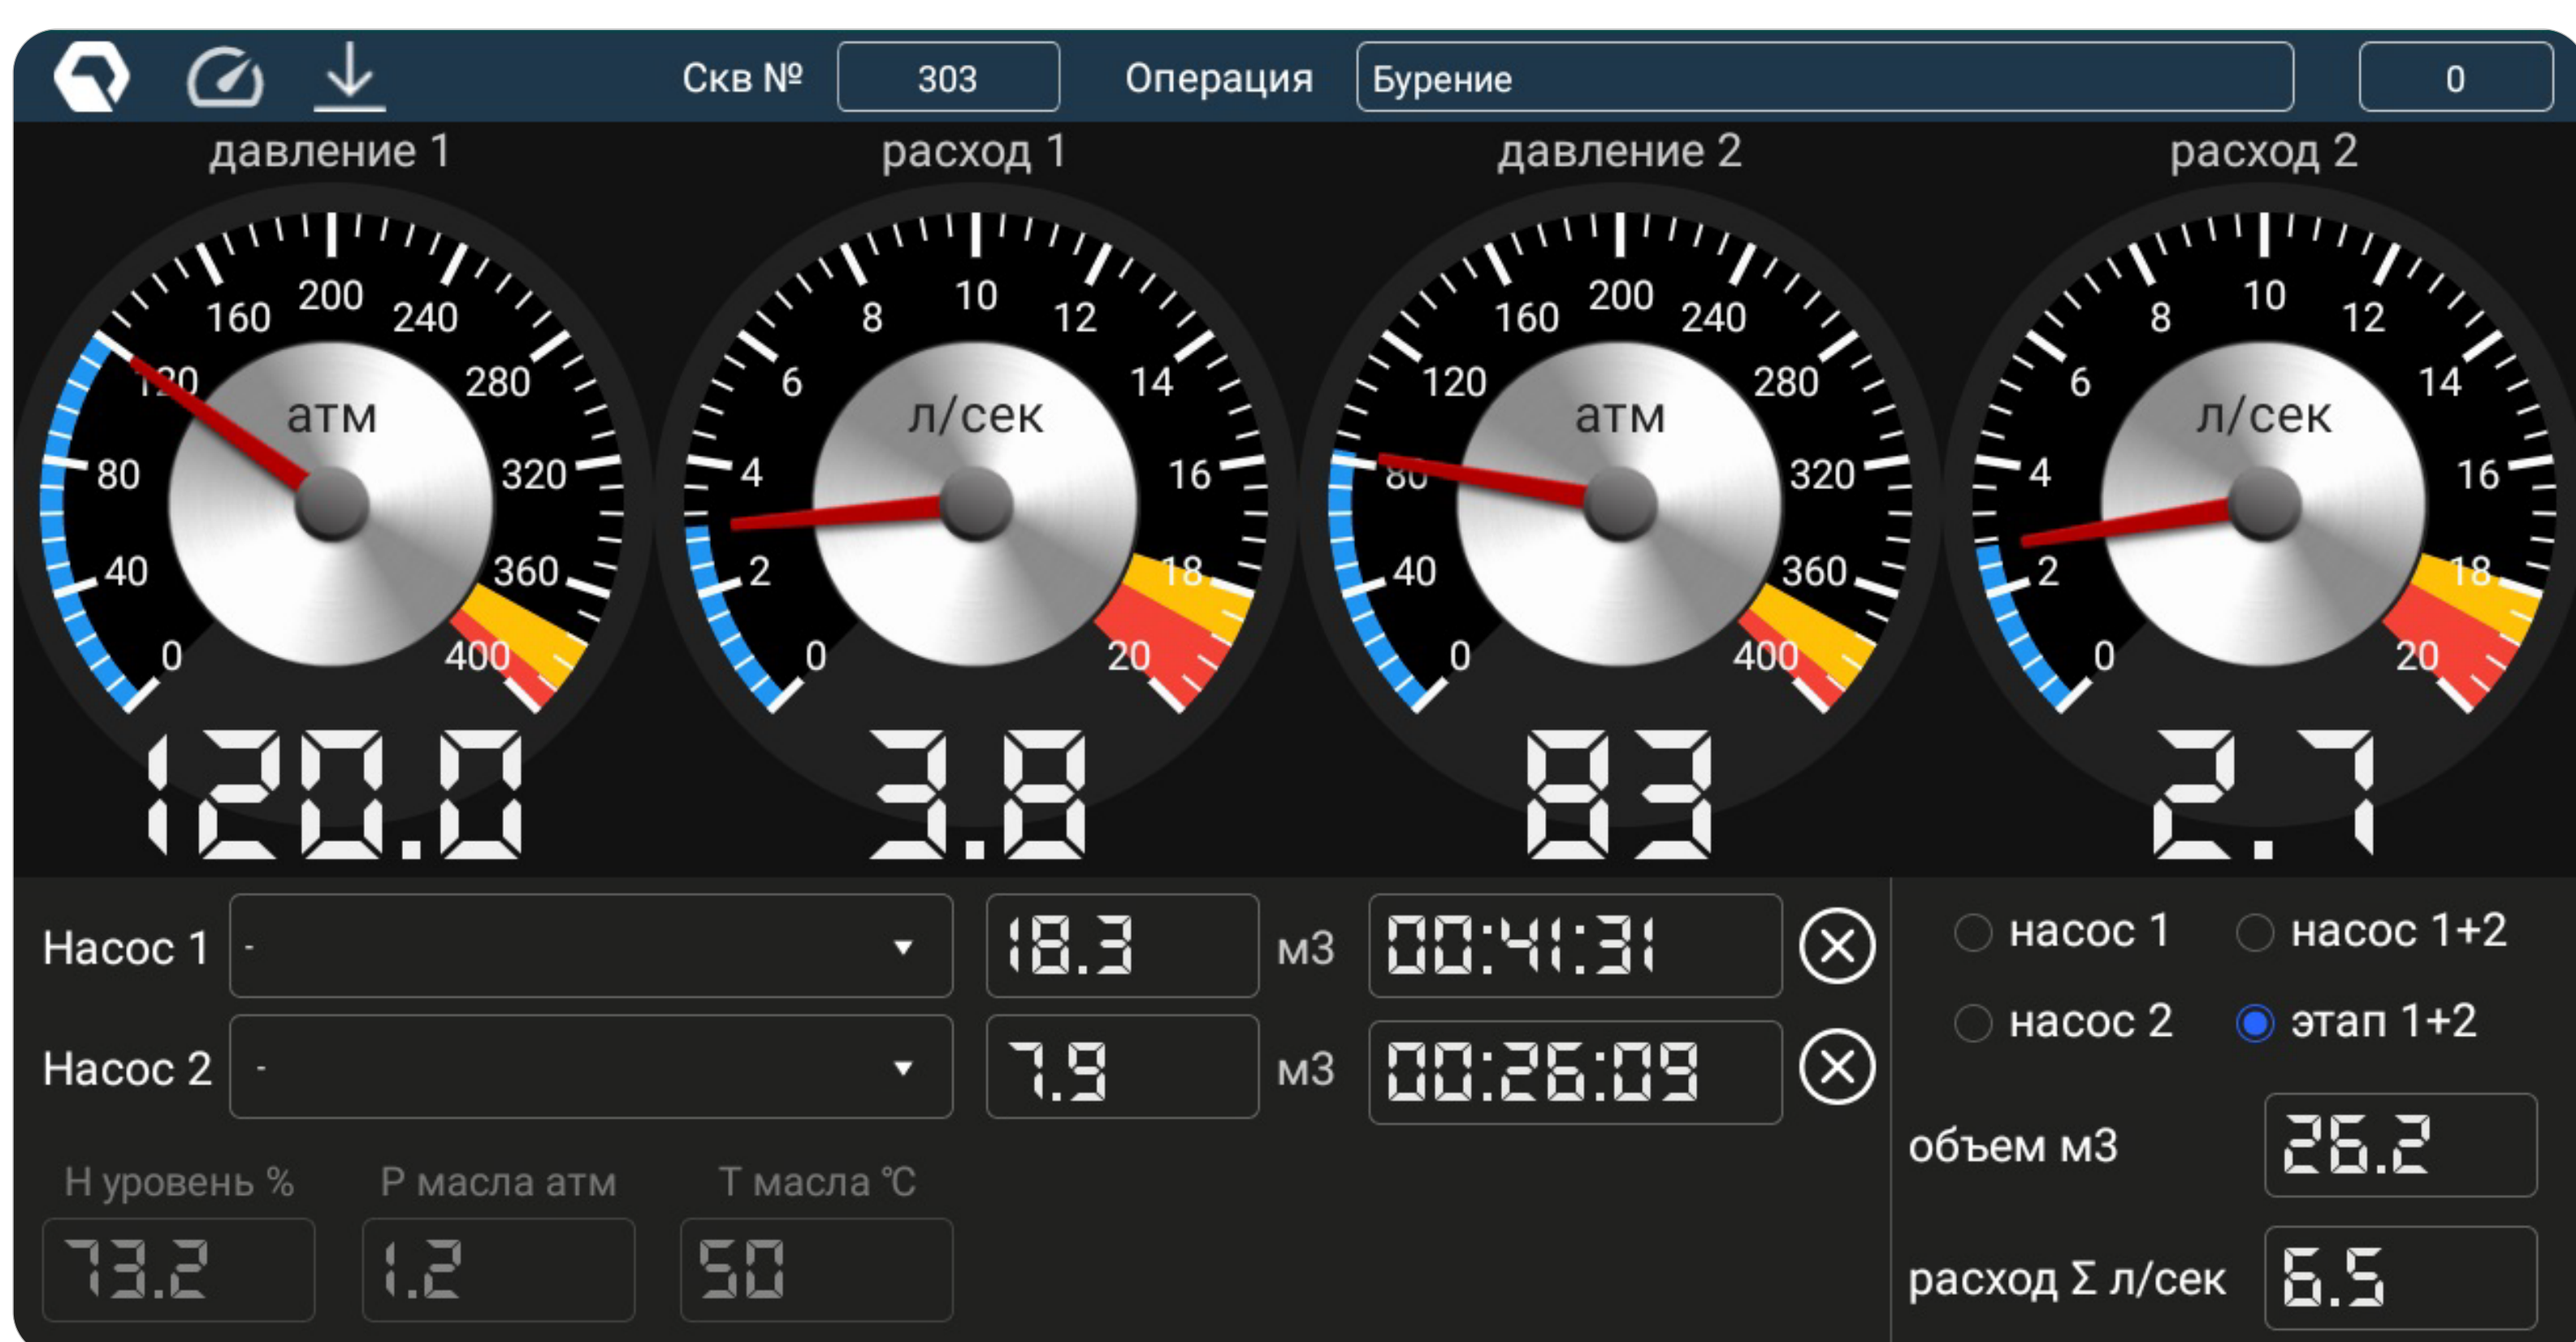 Скв № 303 Операция Бурение 0
давление 1 расход 1 давление 2 расход 2
0 40 80 120 160 200 240 280 320 360 400 атм
0 2 4 6 8 10 12 14 16 18 20 л/сек
0 40 80 120 160 200 240 280 320 360 400 атм
0 2 4 6 8 10 12 14 16 18 20 л/сек
120.0 3.8 83 2.7
Насос 1 - 18.3 м3 00:41:31
Насос 2 - 7.9 м3 00:26:09
Н уровень % Р масла атм Т масла °C
73.2 1.2 50
насос 1 насос 1+2
насос 2 этап 1+2
объем м3 26.2
расход Σ л/сек 6.5